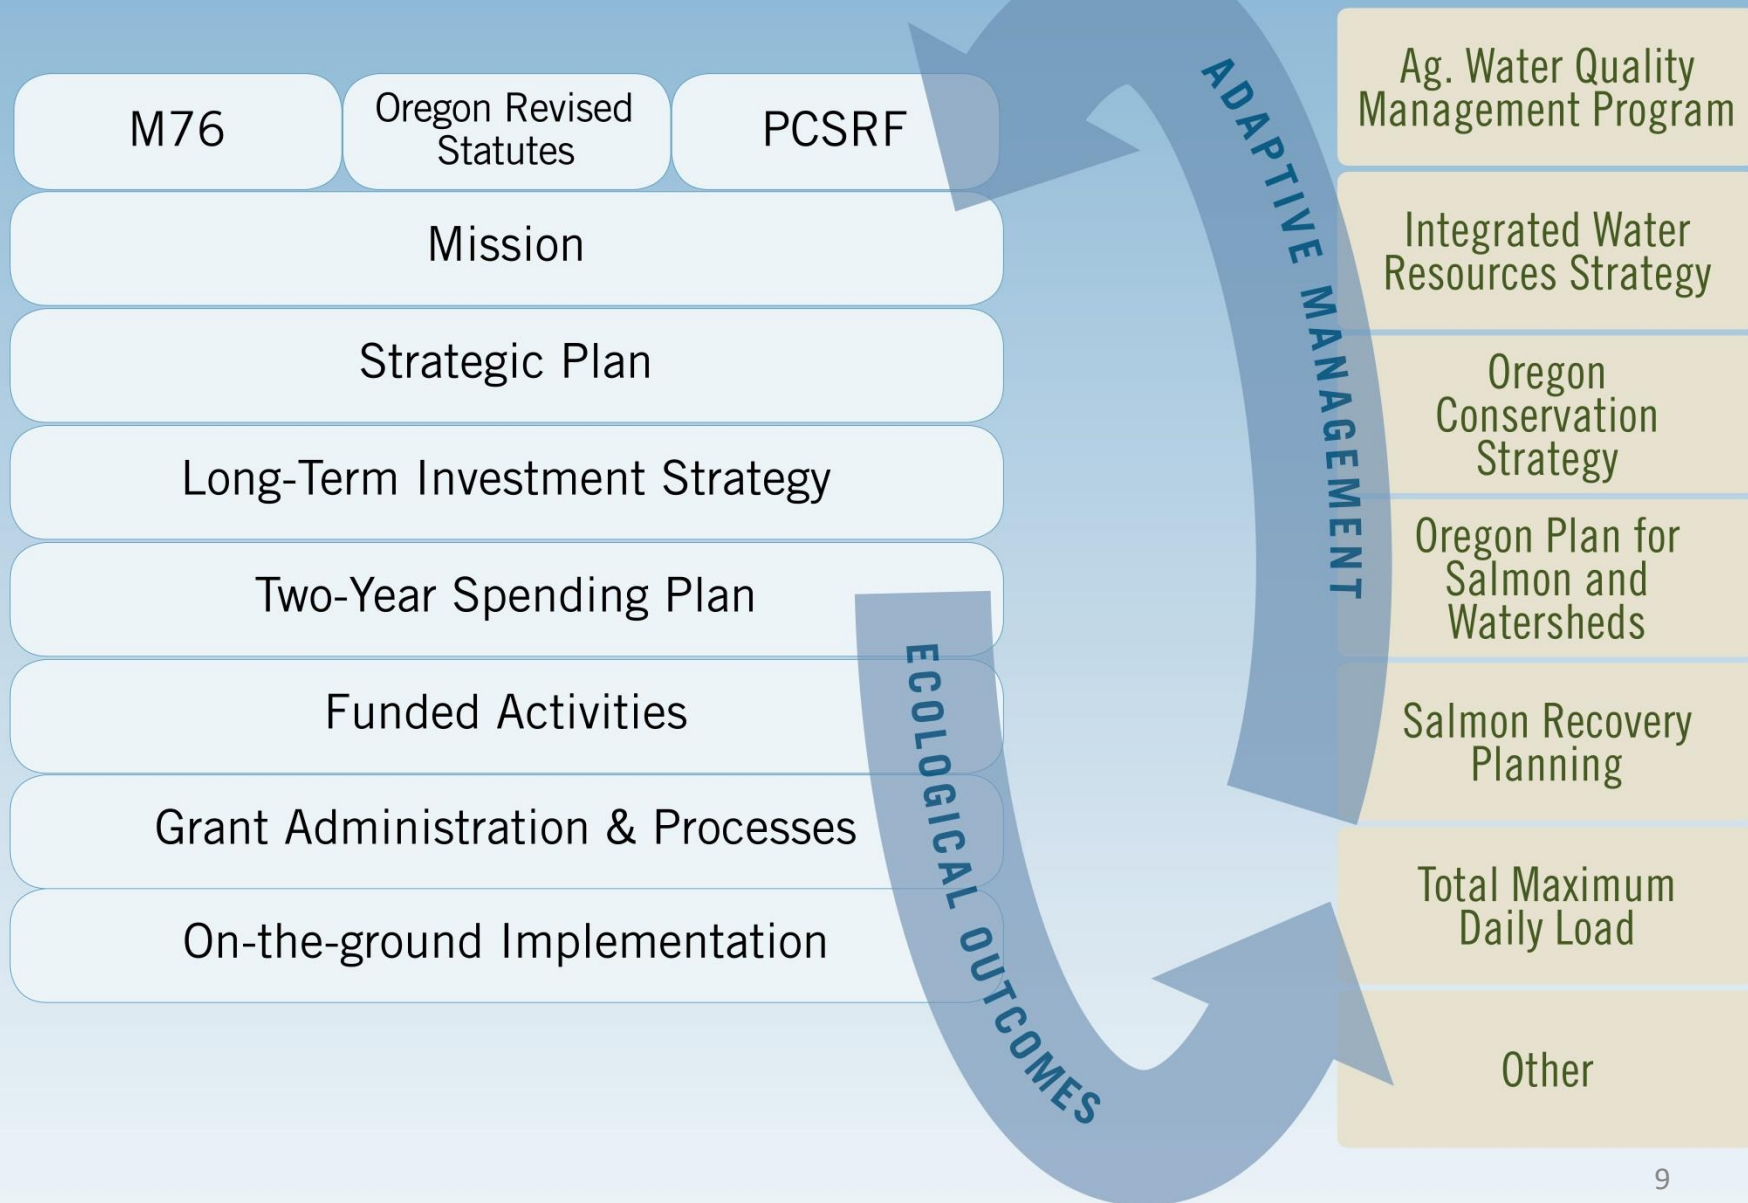 M76
Oregon Revised
Statutes
PCSRF
Mission
Strategic Plan
Long-Term Investment Strategy
Two-Year Spending Plan
Funded Activities
Grant Administration & Processes
On-the-ground Implementation
ECOLOGICAL OUTCOMES
ADAPTIVE MANAGEMENT
Ag. Water Quality
Management Program
Integrated Water
Resources Strategy
Oregon
Conservation
Strategy
Oregon Plan for
Salmon and
Watersheds
Salmon Recovery
Planning
Total Maximum
Daily Load
Other
9